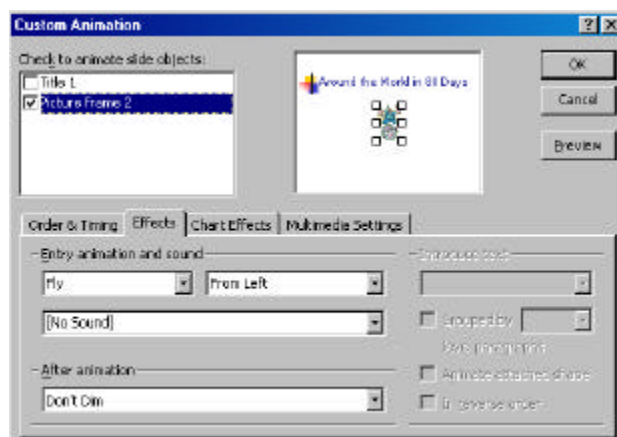 Custom Animation
Check to animate slide objects:
Title 1
Picture Frame 2
Around the World in 80 Days
OK
Cancel
Preview
Order & Timing
Effects
Chart Effects
Multimedia Settings
Entry animation and sound
Fly
From Left
[No Sound]
After animation
Don't Dim
Introduce text
Grouped by
level paragraphs
Animate attached shape
In reverse order